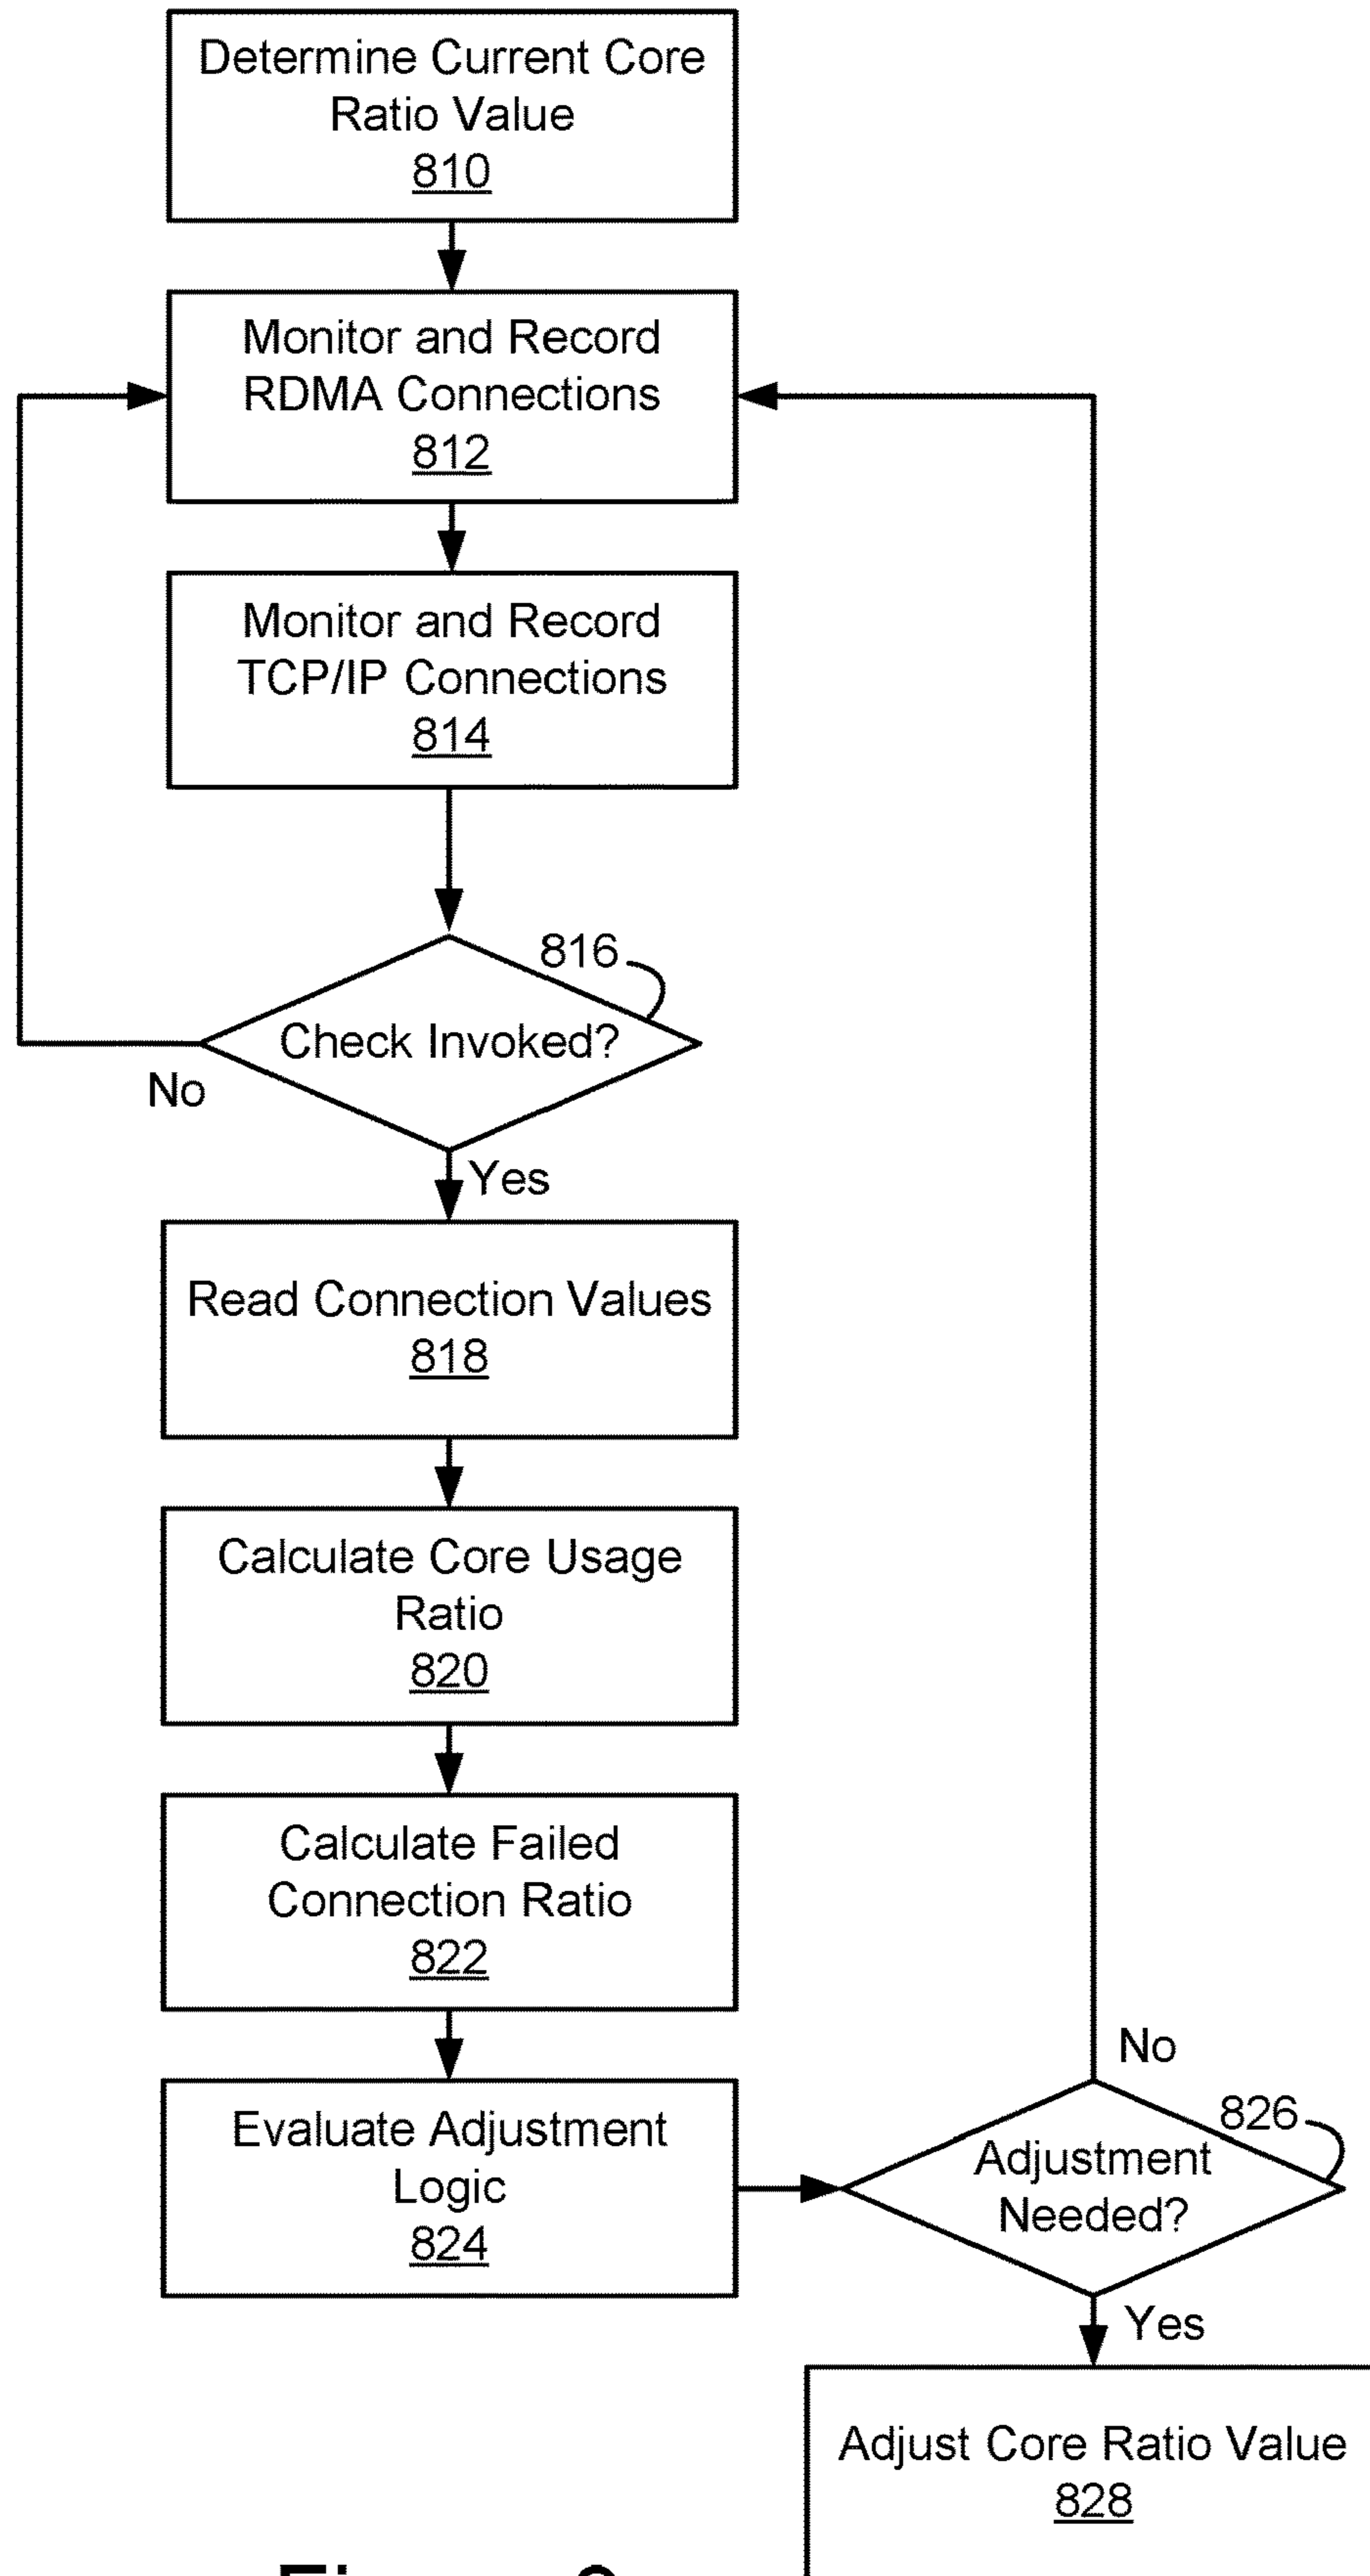 Determine Current Core
Ratio Value
810
Monitor and Record
RDMA Connections
812
Monitor and Record
TCP/IP Connections
814
816
Check Invoked?
No
Yes
Read Connection Values
818
Calculate Core Usage
Ratio
820
Calculate Failed
Connection Ratio
822
Evaluate Adjustment
Logic
824
No
826
Adjustment
Needed?
Yes
Adjust Core Ratio Value
828